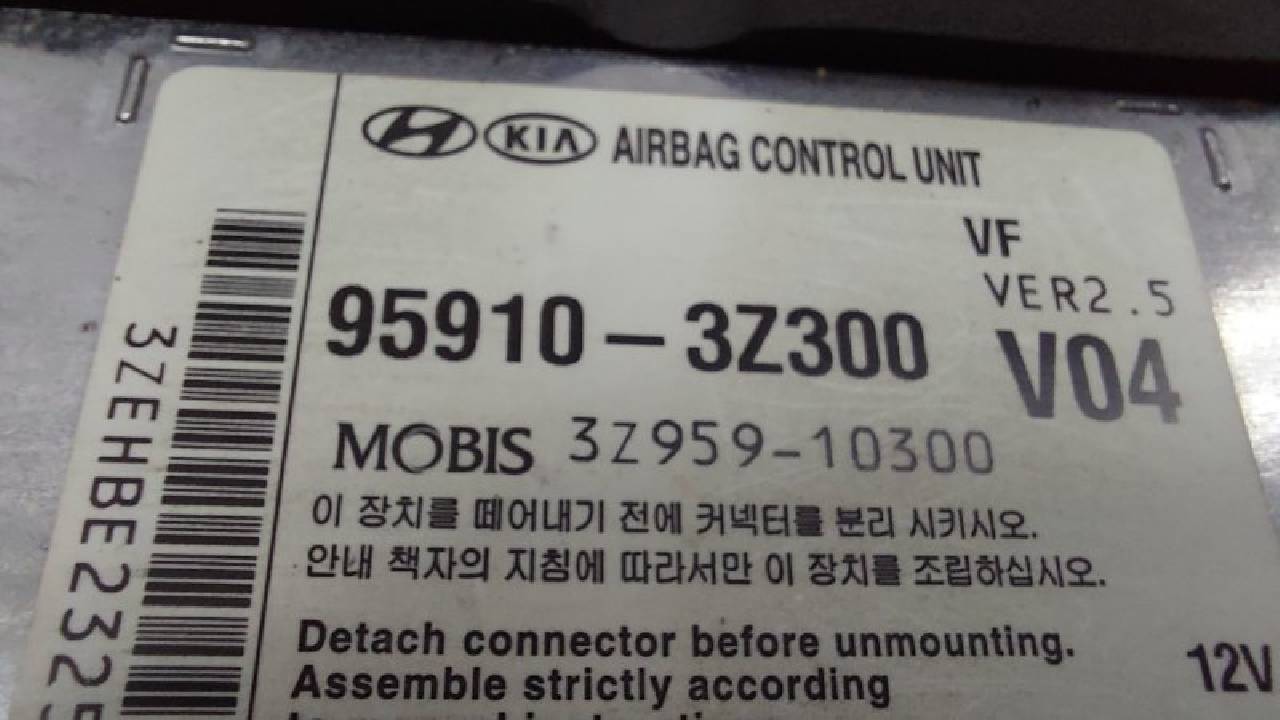 KIA AIRBAG CONTROL UNIT
VF
VER2.5
95910-3Z300
V04
MOBIS 3Z959-10300
이 장치를 떼어내기 전에 커넥터를 분리 시키시오.
안내 책자의 지침에 따라서만 이 장치를 조립하십시오.
Detach connector before unmounting.
Assemble strictly according
12V
3ZEHBE2325